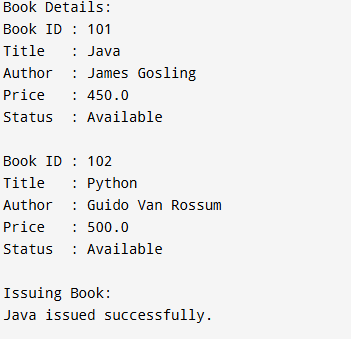 Book Details:
Book ID : 101
Title   : Java
Author  : James Gosling
Price   : 450.0
Status  : Available

Book ID : 102
Title   : Python
Author  : Guido Van Rossum
Price   : 500.0
Status  : Available

Issuing Book:
Java issued successfully.